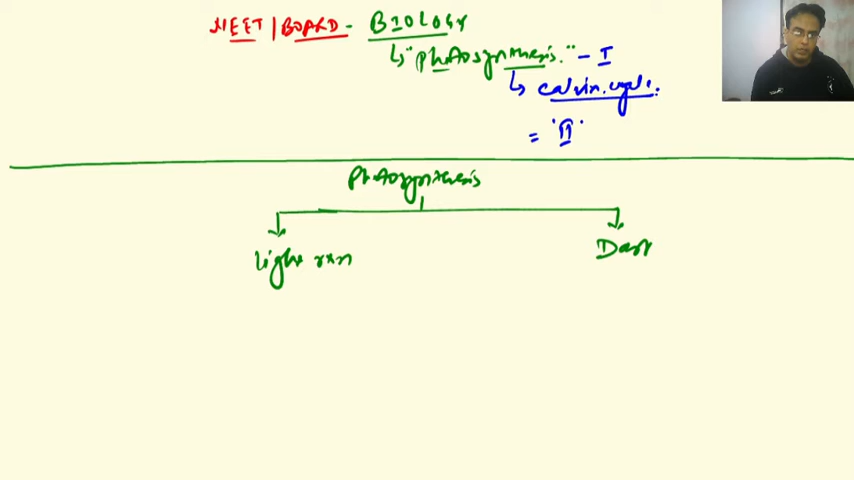 NEET | BOARD - BIOLOGY
↳ "Photosynthesis." - I
↳ calvin cycle.
= 'II'
Photosynthesis
Light rxn
Dark